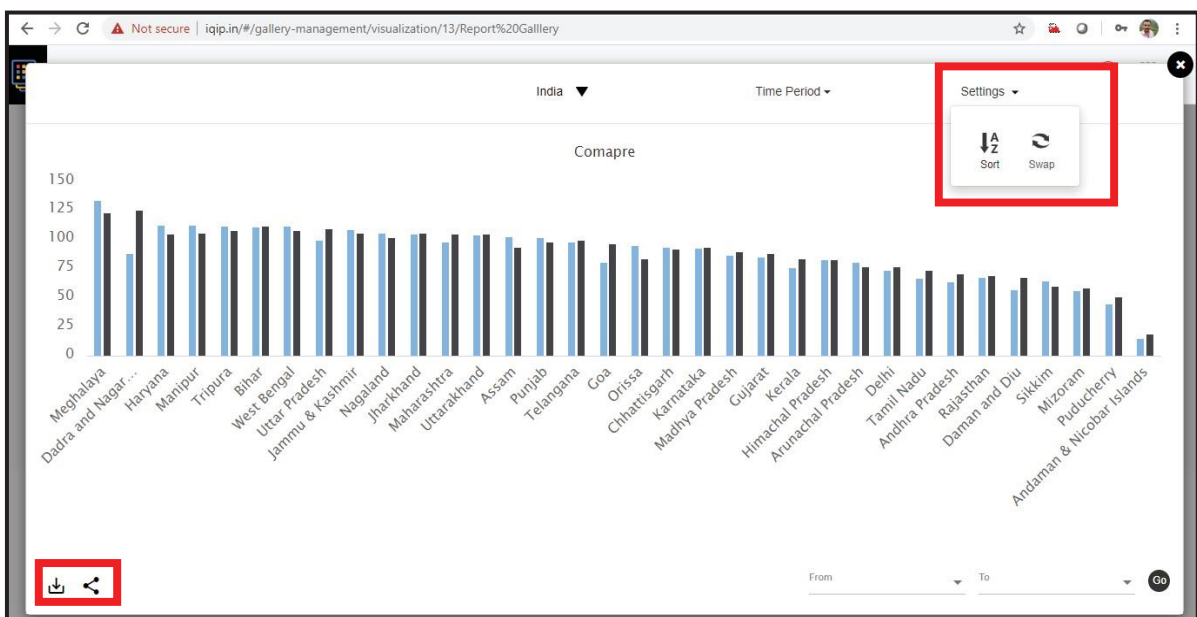 Not secure | iqip.in/#/gallery-management/visualization/13/Report%20Galllery
India
Time Period
Settings
Sort
Swap
Comapre
150
125
100
75
50
25
0
Meghalaya
Dadra and Nagar...
Haryana
Manipur
Tripura
Bihar
West Bengal
Uttar Pradesh
Jammu & Kashmir
Nagaland
Jharkhand
Maharashtra
Uttarakhand
Assam
Punjab
Telangana
Goa
Orissa
Chhattisgarh
Karnataka
Madhya Pradesh
Gujarat
Kerala
Himachal Pradesh
Arunachal Pradesh
Delhi
Tamil Nadu
Andhra Pradesh
Rajasthan
Daman and Diu
Sikkim
Mizoram
Puducherry
Andaman & Nicobar Islands
From
To
Go